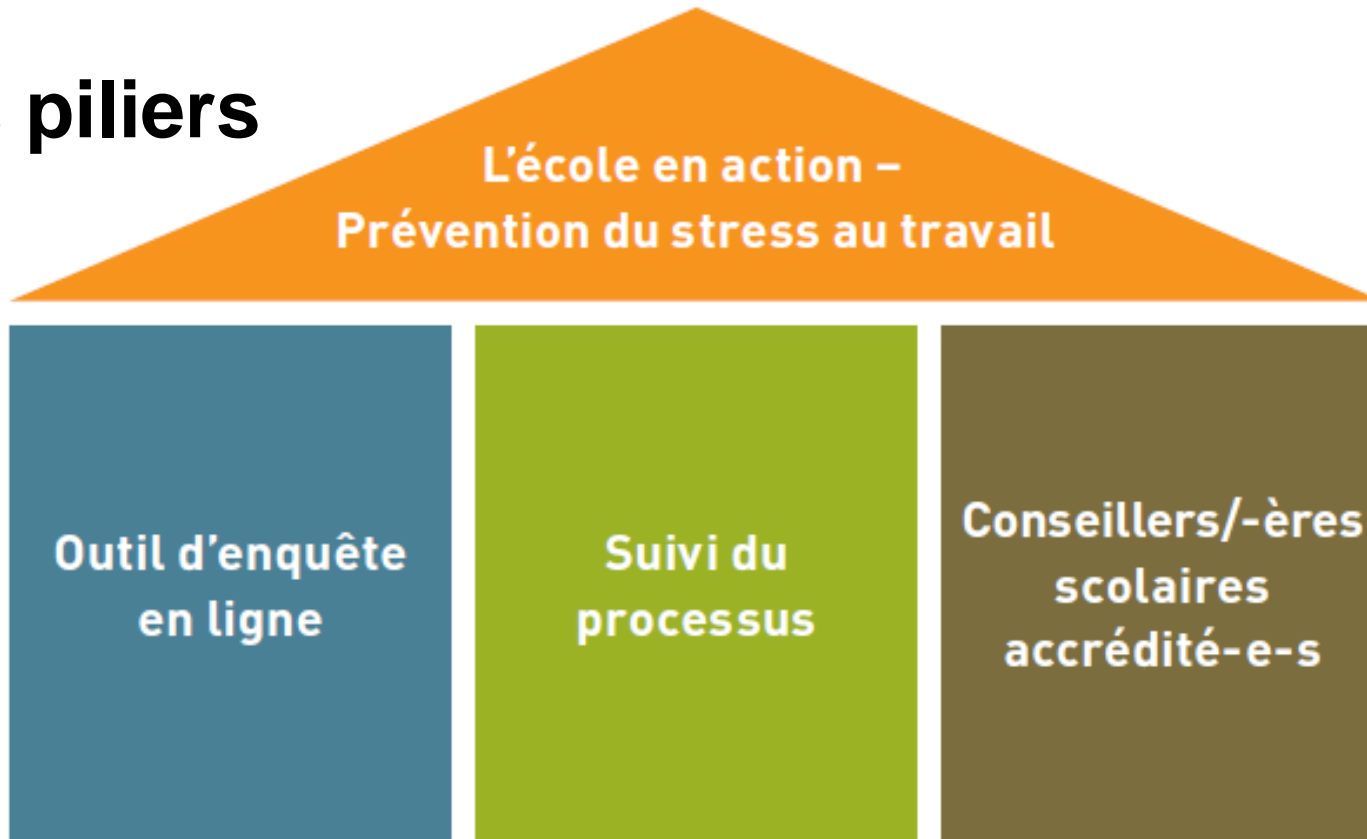 piliers
L'école en action –
Prévention du stress au travail
Outil d'enquête
en ligne
Suivi du
processus
Conseillers/-ères
scolaires
accrédité-e-s